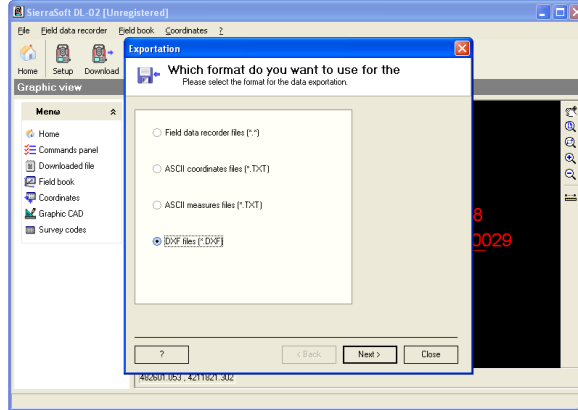 SierraSoft DL-02 [Unregistered]
File Field data recorder Field book Coordinates ?
Home Setup Download
Graphic view
Menu
Home
Commands panel
Downloaded file
Field book
Coordinates
Graphic CAD
Survey codes
Exportation
Which format do you want to use for the
Please select the format for the data exportation.
Field data recorder files (*.*)
ASCII coordinates files (*.TXT)
ASCII measures files (*.TXT)
DXF files (*.DXF)
? < Back Next > Close
8
0029
482601.053 , 4211821.302